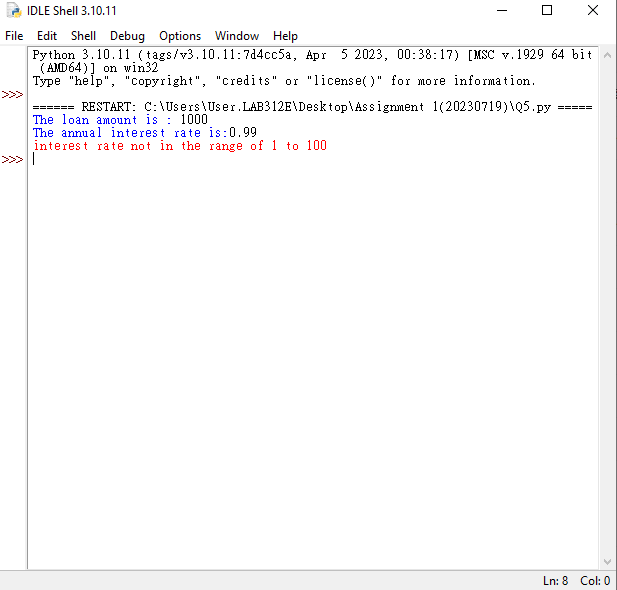 IDLE Shell 3.10.11
File Edit Shell Debug Options Window Help
Python 3.10.11 (tags/v3.10.11:7d4cc5a, Apr  5 2023, 00:38:17) [MSC v.1929 64 bit
(AMD64)] on win32
Type "help", "copyright", "credits" or "license()" for more information.
>>>
====== RESTART: C:\Users\User.LAB312E\Desktop\Assignment 1(20230719)\Q5.py =====
The loan amount is : 1000
The annual interest rate is:0.99
interest rate not in the range of 1 to 100
>>>
Ln: 8 Col: 0